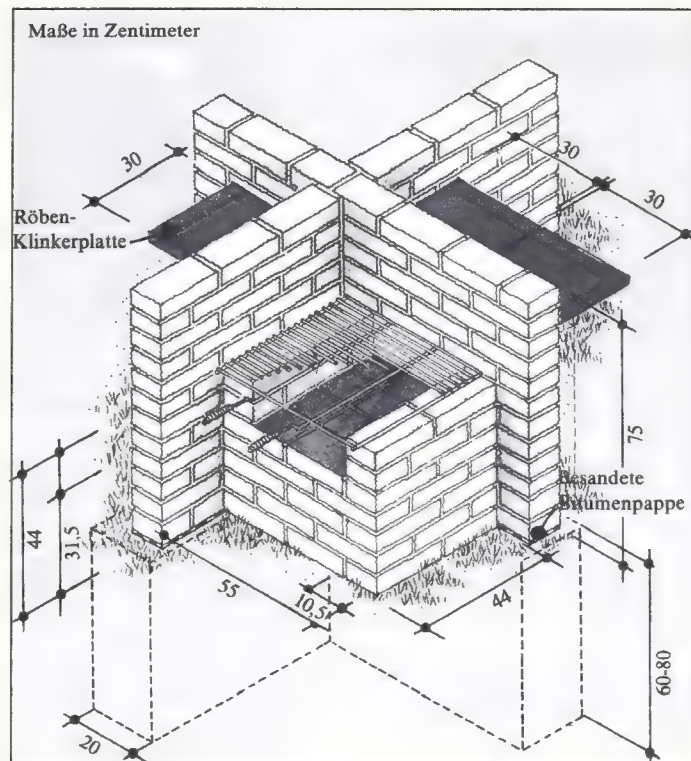 Maße in Zentimeter
30
30
30
Röben-
Klinkerplatte
75
Besandete
Bitumenpappe
44
31,5
55
10,5
44
60-80
20